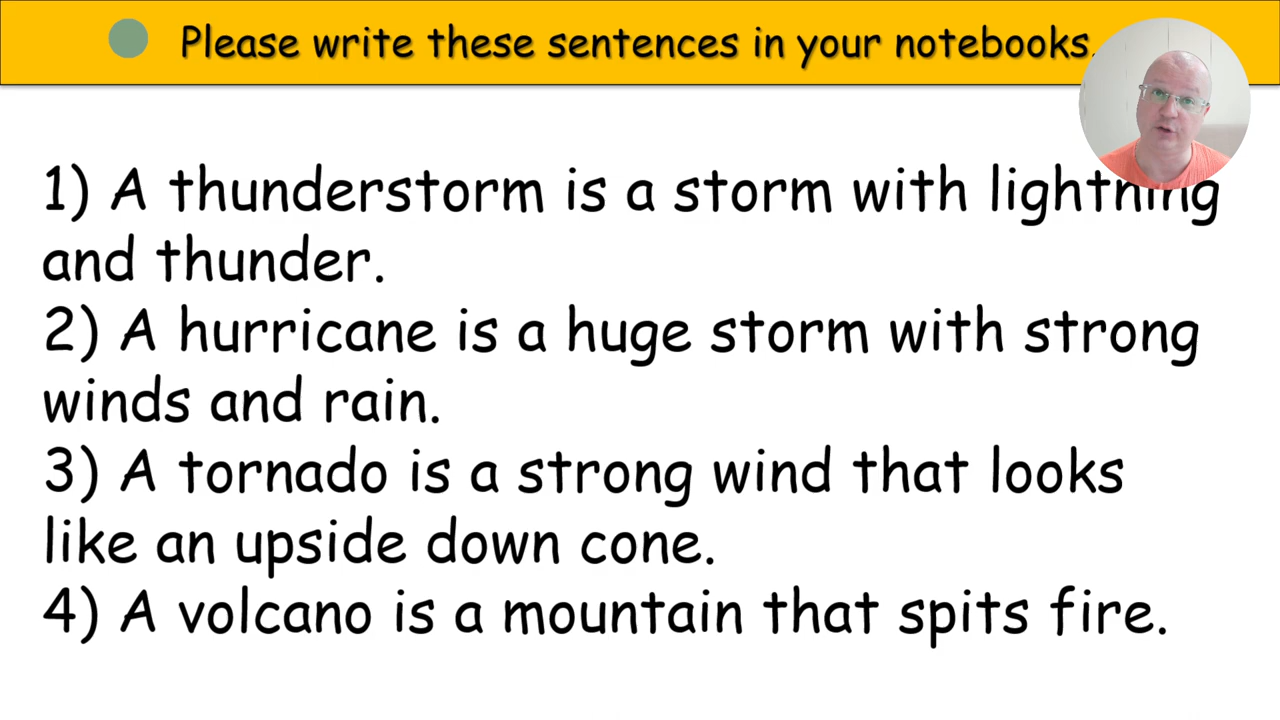 Please write these sentences in your notebooks.
1) A thunderstorm is a storm with lightning
and thunder.
2) A hurricane is a huge storm with strong
winds and rain.
3) A tornado is a strong wind that looks
like an upside down cone.
4) A volcano is a mountain that spits fire.